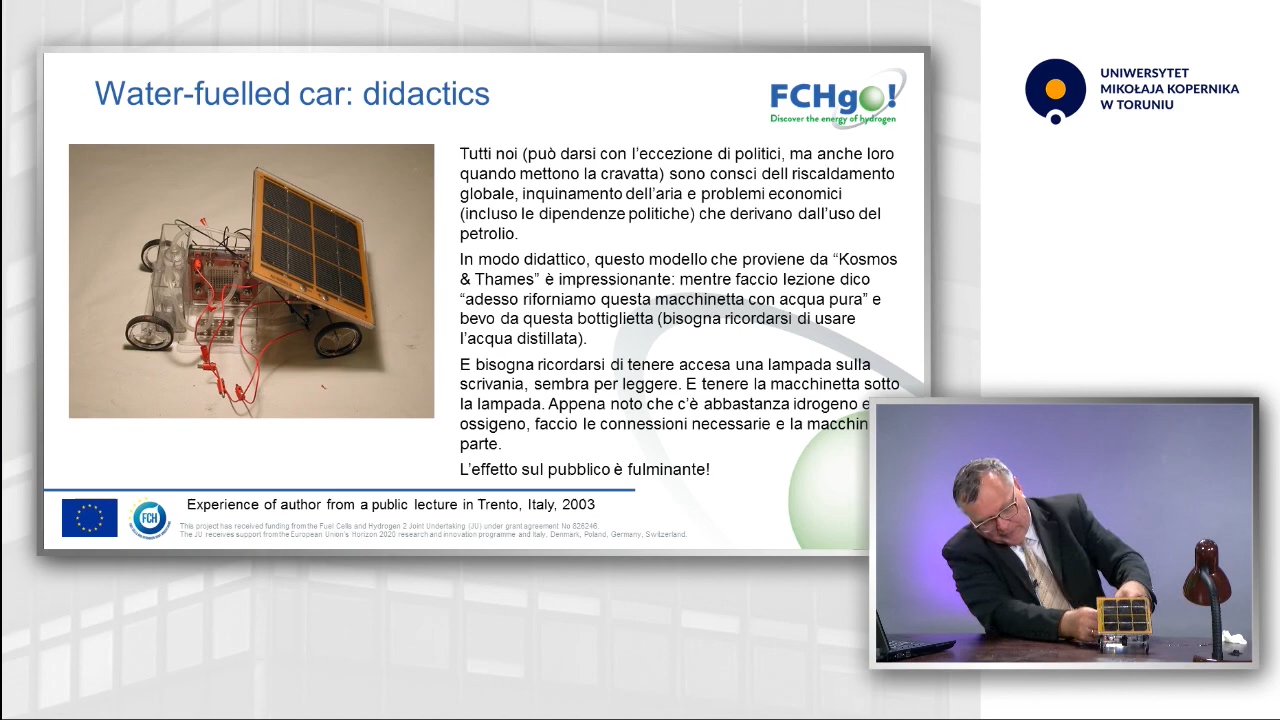 Water-fuelled car: didactics
FCHgo!
Discover the energy of hydrogen
UNIWERSYTET
MIKOŁAJA KOPERNIKA
W TORUNIU
Tutti noi (può darsi con l'eccezione di politici, ma anche loro
quando mettono la cravatta) sono consci dell riscaldamento
globale, inquinamento dell'aria e problemi economici
(incluso le dipendenze politiche) che derivano dall'uso del
petrolio.
In modo didattico, questo modello che proviene da “Kosmos
& Thames” è impressionante: mentre faccio lezione dico
“adesso riforniamo questa macchinetta con acqua pura” e
bevo da questa bottiglietta (bisogna ricordarsi di usare
l'acqua distillata).
E bisogna ricordarsi di tenere accesa una lampada sulla
scrivania, sembra per leggere. E tenere la macchinetta sotto
la lampada. Appena noto che c'è abbastanza idrogeno e
ossigeno, faccio le connessioni necessarie e la macchin
parte.
L'effetto sul pubblico è fulminante!
Experience of author from a public lecture in Trento, Italy, 2003
FCH
This project has received funding from the Fuel Cells and Hydrogen 2 Joint Undertaking (JU) under grant agreement No 826246.
The JU receives support from the European Union's Horizon 2020 research and innovation programme and Italy, Denmark, Poland, Germany, Switzerland.